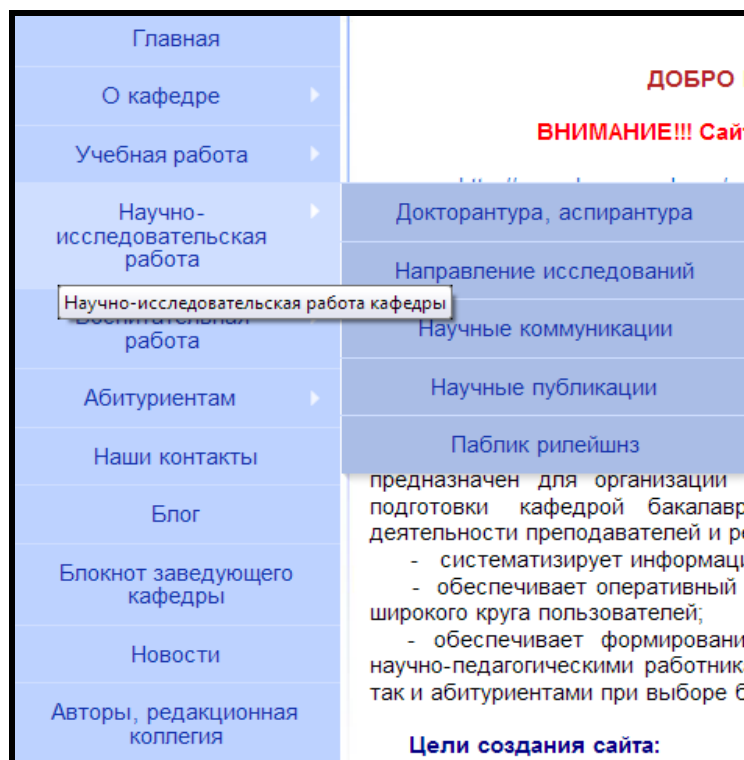 Главная
О кафедре
Учебная работа
Научно-
исследовательская
работа
Научно-исследовательская работа кафедры
работа
Абитуриентам
Наши контакты
Блог
Блокнот заведующего
кафедры
Новости
Авторы, редакционная
коллегия
Докторантура, аспирантура
Направление исследований
Научные коммуникации
Научные публикации
Паблик рилейшнз
ДОБРО
ВНИМАНИЕ!!! Сайт
предназначен для организации
подготовки кафедрой бакалавр
деятельности преподавателей и р
- систематизирует информаци
- обеспечивает оперативный
широкого круга пользователей;
- обеспечивает формировани
научно-педагогическими работник
так и абитуриентами при выборе
Цели создания сайта: